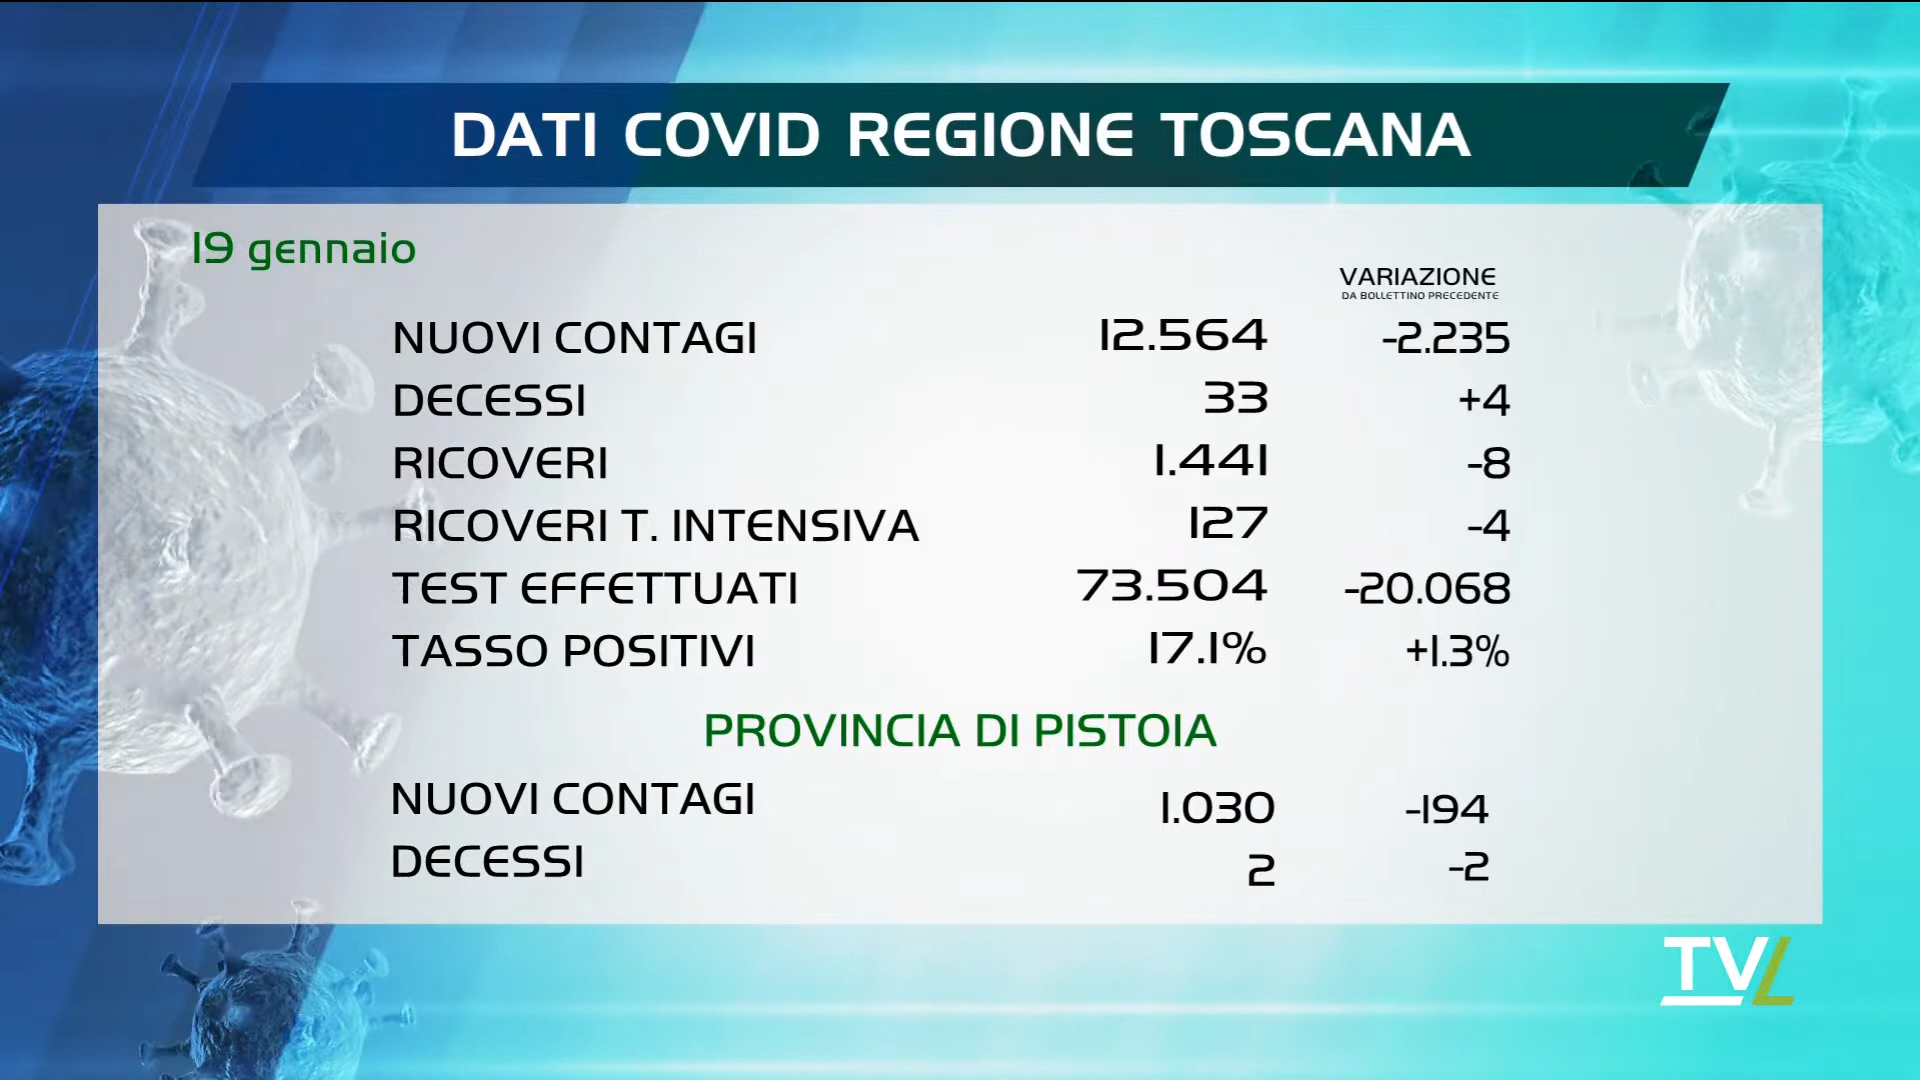 DATI COVID REGIONE TOSCANA
19 gennaio
VARIAZIONE
DA BOLLETTINO PRECEDENTE
NUOVI CONTAGI 12.564 -2.235
DECESSI 33 +4
RICOVERI 1.441 -8
RICOVERI T. INTENSIVA 127 -4
TEST EFFETTUATI 73.504 -20.068
TASSO POSITIVI 17.1% +1.3%
PROVINCIA DI PISTOIA
NUOVI CONTAGI 1.030 -194
DECESSI 2 -2
TVL